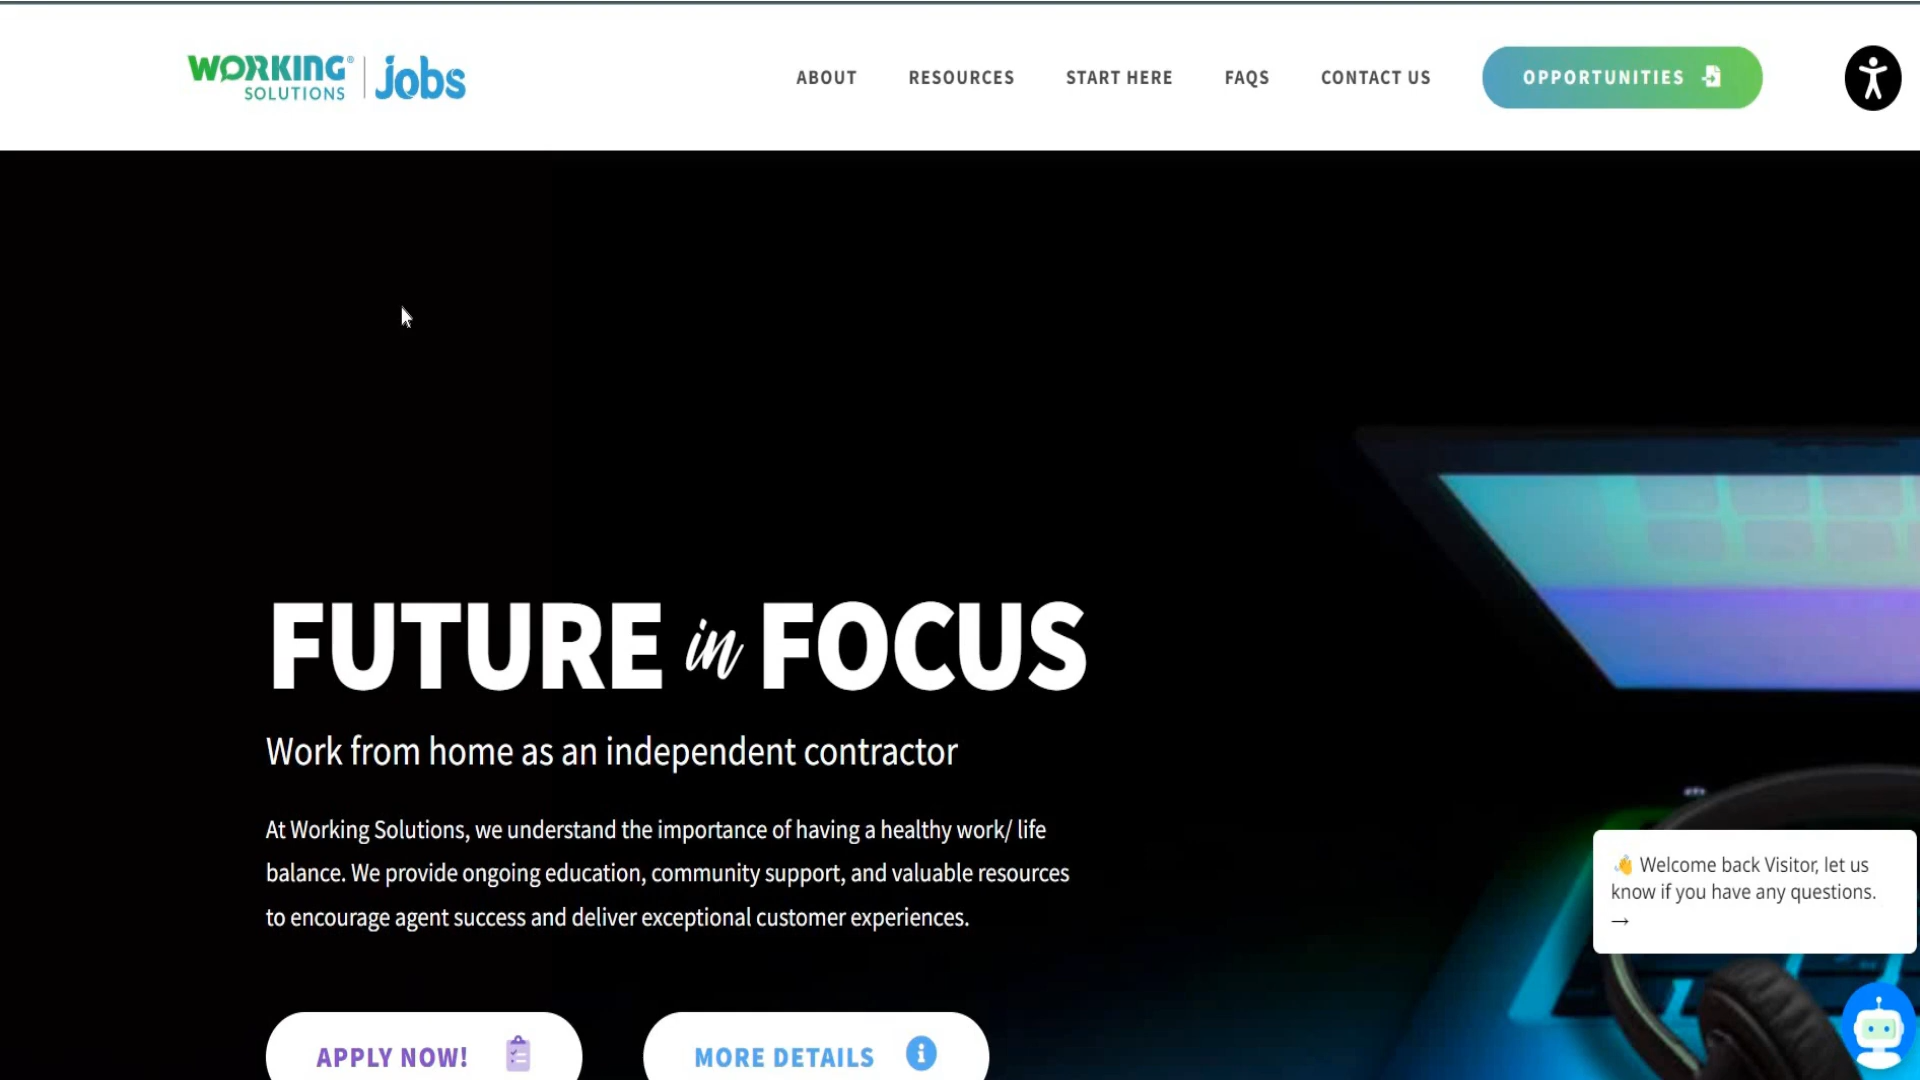 WORKING® SOLUTIONS | jobs
ABOUT
RESOURCES
START HERE
FAQS
CONTACT US
OPPORTUNITIES
FUTURE in FOCUS
Work from home as an independent contractor
At Working Solutions, we understand the importance of having a healthy work/ life
balance. We provide ongoing education, community support, and valuable resources
to encourage agent success and deliver exceptional customer experiences.
APPLY NOW!
MORE DETAILS
👋 Welcome back Visitor, let us
know if you have any questions.
→